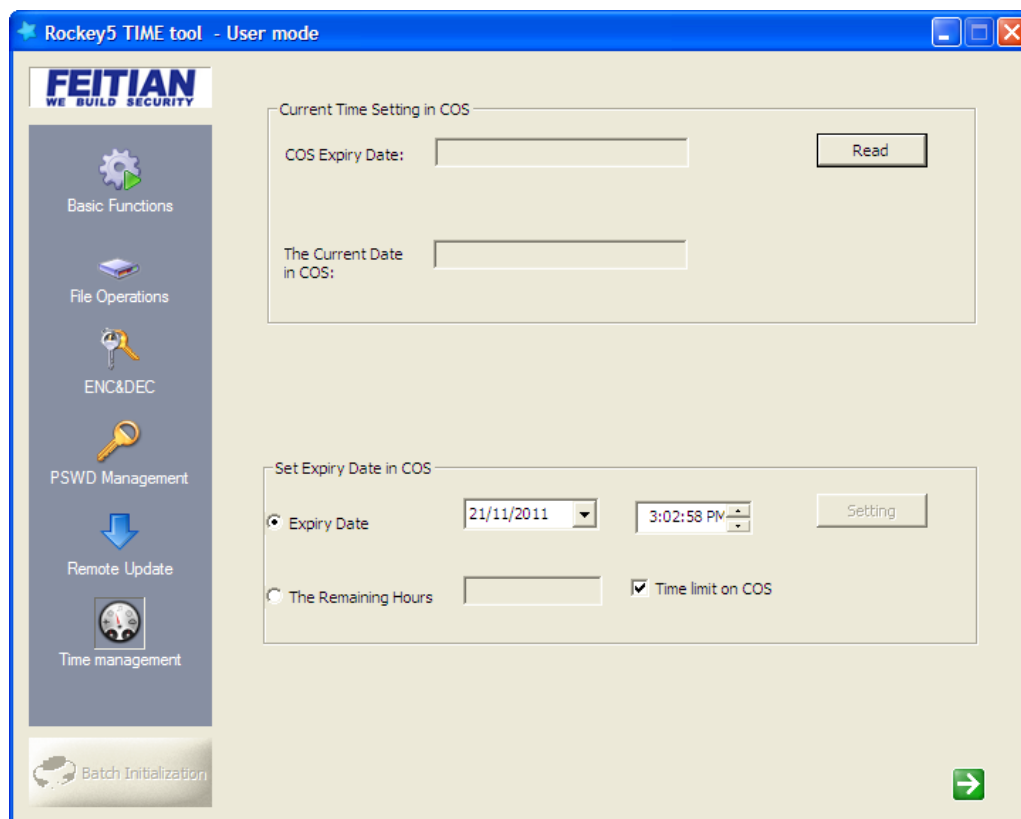 Rockey5 TIME tool - User mode
FEITIAN
WE BUILD SECURITY
Basic Functions
File Operations
ENC&DEC
PSWD Management
Remote Update
Time management
Batch Initialization
Current Time Setting in COS
COS Expiry Date:
Read
The Current Date
in COS:
Set Expiry Date in COS
Expiry Date
21/11/2011
3:02:58 PM
Setting
The Remaining Hours
Time limit on COS